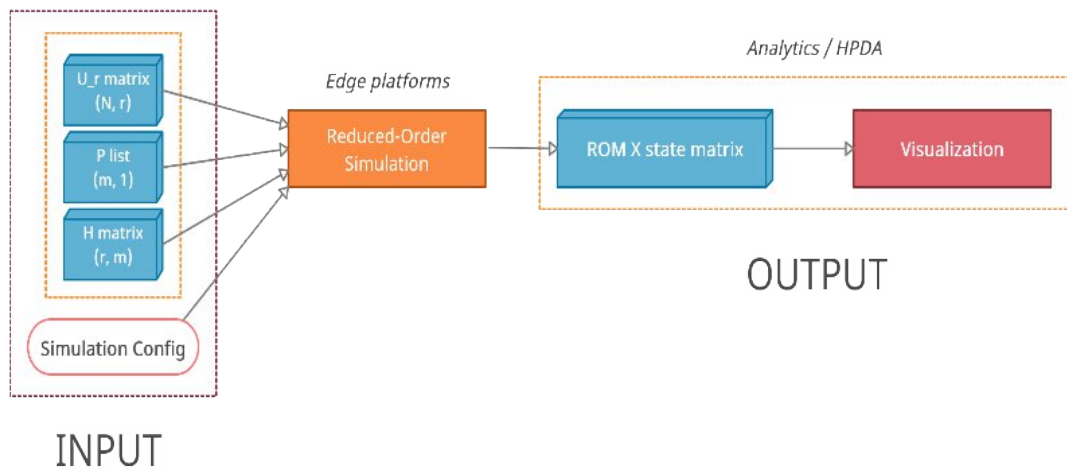 U_r matrix
(N, r)
P list
(m, 1)
H matrix
(r, m)
Simulation Config
INPUT
Edge platforms
Reduced-Order
Simulation
Analytics / HPDA
ROM X state matrix
Visualization
OUTPUT